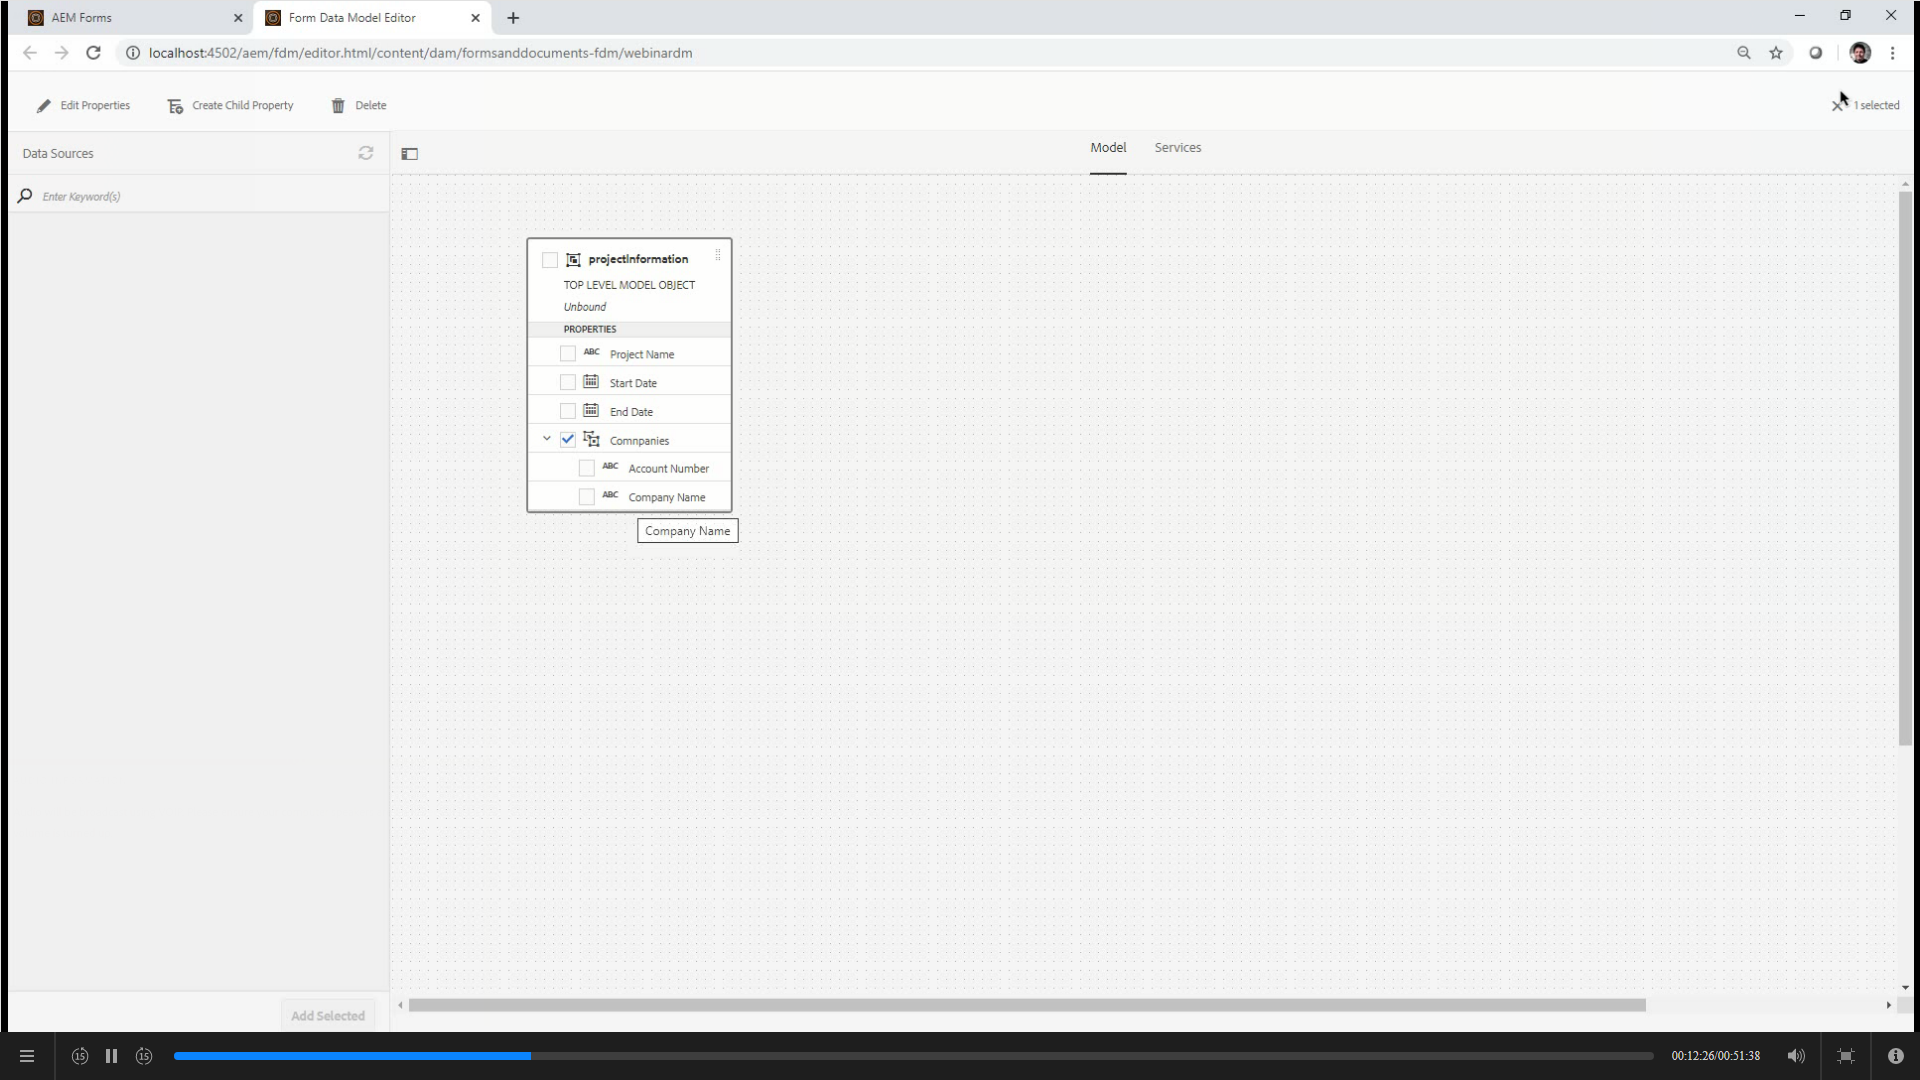 AEM Forms
Form Data Model Editor
localhost:4502/aem/fdm/editor.html/content/dam/formsanddocuments-fdm/webinardm
Edit Properties
Create Child Property
Delete
1 selected
Data Sources
Model
Services
Enter Keyword(s)
projectInformation
TOP LEVEL MODEL OBJECT
Unbound
PROPERTIES
ABC Project Name
Start Date
End Date
Comnpanies
ABC Account Number
ABC Company Name
Company Name
Add Selected
15
15
00:12:26/00:51:38